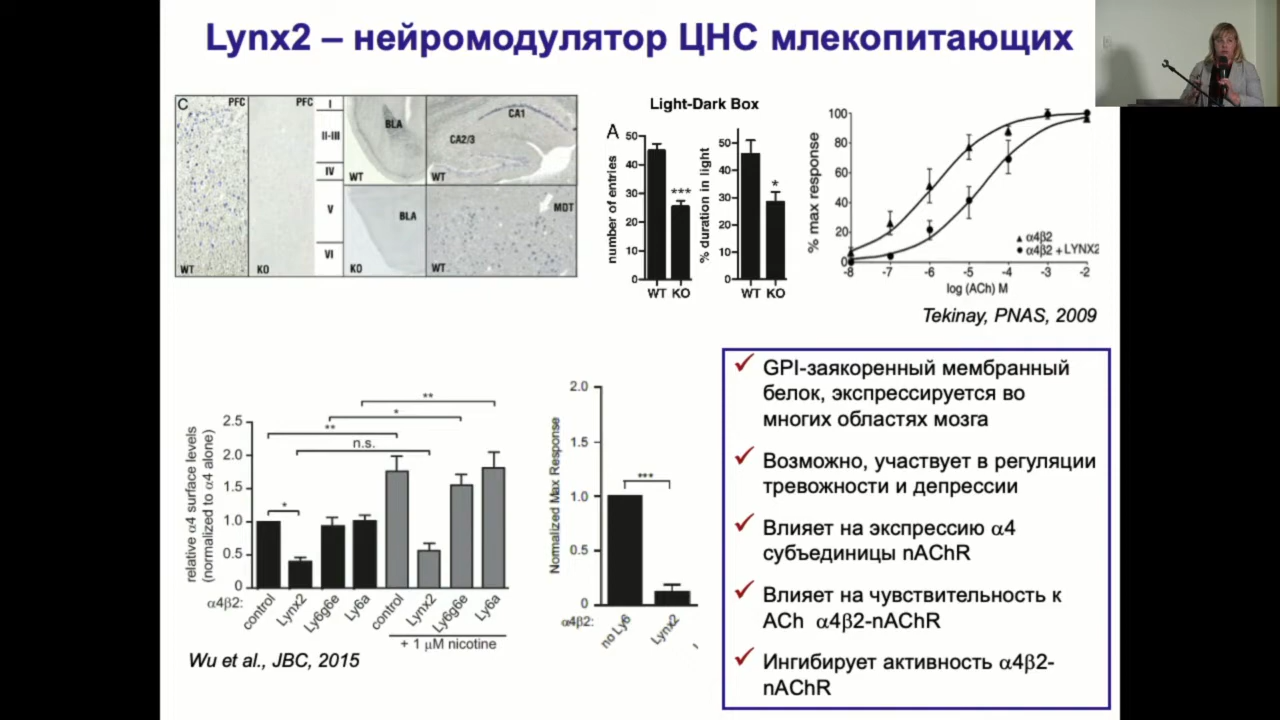 Lynx2 – нейромодулятор ЦНС млекопитающих
C
PFC
PFC
I
II-III
IV
V
VI
WT
KO
BLA
WT
BLA
KO
CA1
CA2/3
WT
MDT
WT
Light-Dark Box
A
number of entries
50
40
30
20
10
0
***
WT KO
% duration in light
50
40
30
20
10
0
*
WT KO
% max response
100
80
60
40
20
0
α4β2
α4β2 + LYNX2
-8 -7 -6 -5 -4 -3 -2
log (ACh) M
Tekinay, PNAS, 2009
relative α4 surface levels
(normalized to α4 alone)
2.5
2.0
1.5
1.0
0.5
0
**
*
**
n.s.
*
α4β2:
control
Lynx2
Ly6g6e
Ly6a
control
Lynx2
Ly6g6e
Ly6a
+ 1 μM nicotine
Wu et al., JBC, 2015
Normalized Max Response
2.0
1.5
1.0
0.5
0
***
α4β2:
no Ly6
Lynx2
GPI-заякоренный мембранный
белок, экспрессируется во
многих областях мозга
Возможно, участвует в регуляции
тревожности и депрессии
Влияет на экспрессию α4
субъединицы nAChR
Влияет на чувствительность к
ACh α4β2-nAChR
Ингибирует активность α4β2-
nAChR